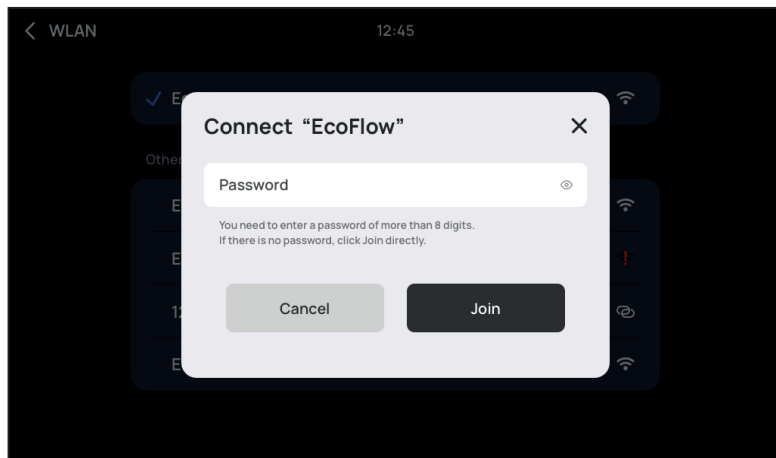 WLAN
12:45
Connect “EcoFlow”
Other
Password
You need to enter a password of more than 8 digits.
If there is no password, click Join directly.
Cancel
Join